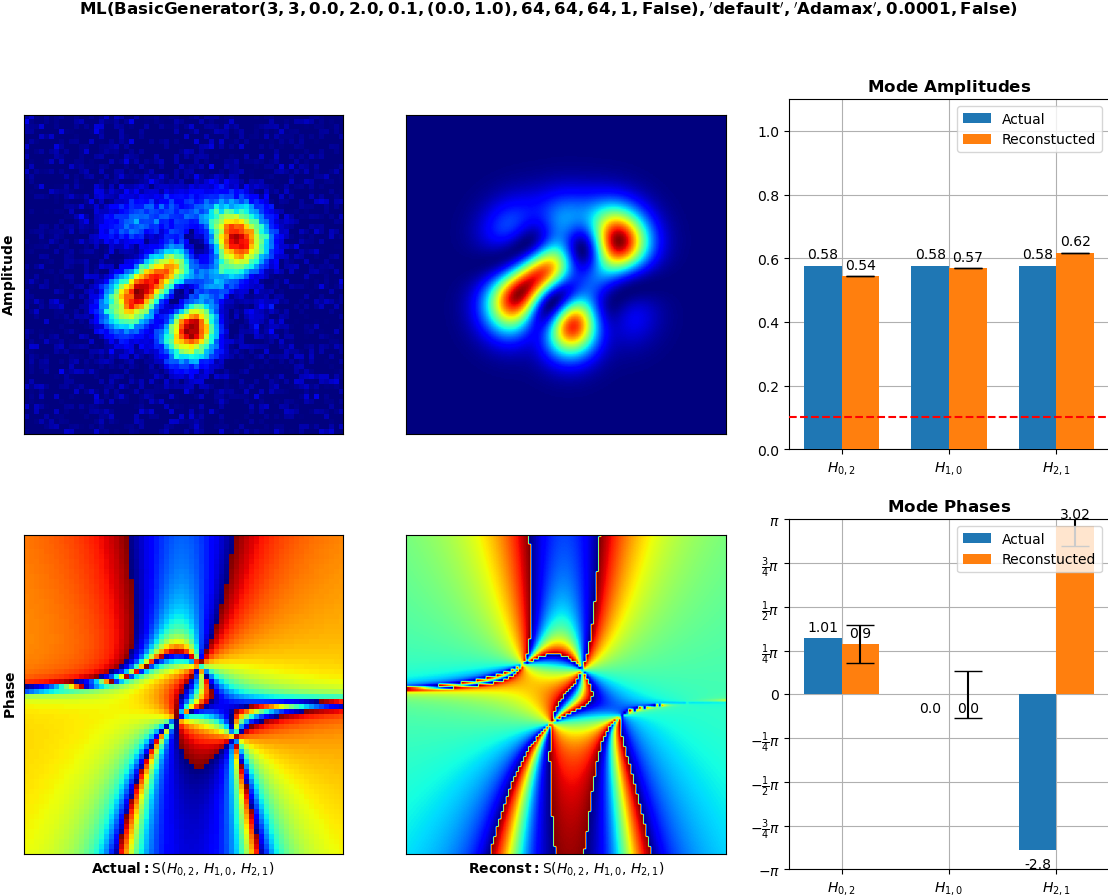 ML(BasicGenerator(3, 3, 0.0, 2.0, 0.1, (0.0, 1.0), 64, 64, 64, 1, False), ′default′, ′Adamax′, 0.0001, False)
Amplitude
Mode Amplitudes
Actual
Reconstucted
1.0
0.8
0.6
0.4
0.2
0.0
0.58
0.54
0.58
0.57
0.58
0.62
H0, 2
H1, 0
H2, 1
Phase
Actual: S(H0, 2, H1, 0, H2, 1)
Reconst: S(H0, 2, H1, 0, H2, 1)
Mode Phases
Actual
Reconstucted
π
3/4π
1/2π
1/4π
0
−1/4π
−1/2π
−3/4π
−π
1.01
0.9
0.0
0.0
-2.8
3.02
H0, 2
H1, 0
H2, 1